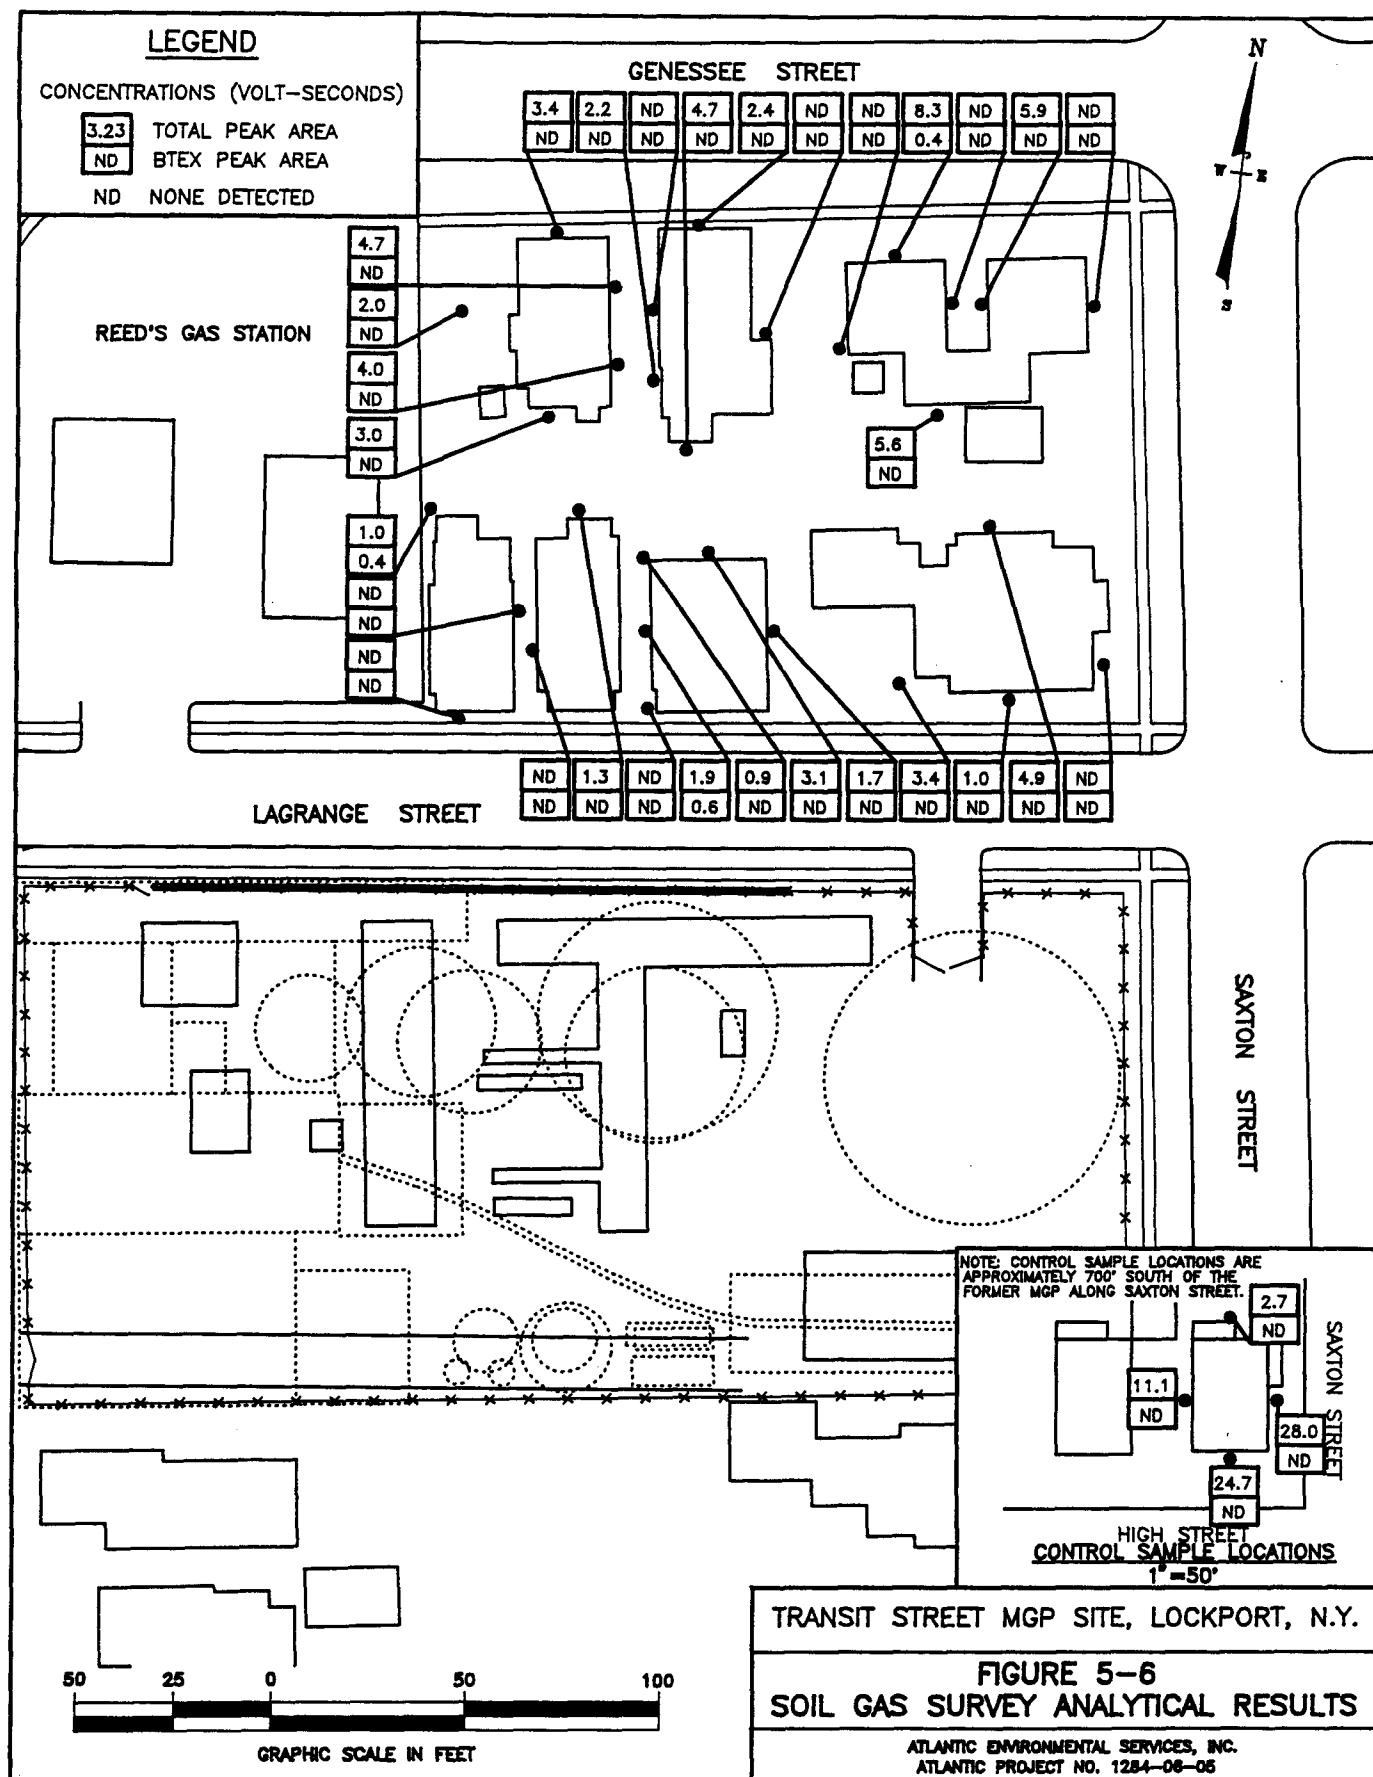 LEGEND
CONCENTRATIONS (VOLT-SECONDS)
3.23 TOTAL PEAK AREA
ND BTEX PEAK AREA
ND NONE DETECTED
GENESSEE STREET
3.4 2.2 ND 4.7 2.4 ND ND 8.3 ND 5.9 ND
ND ND ND ND ND ND ND 0.4 ND ND ND
N
W E
S
4.7
ND
2.0
ND
REED'S GAS STATION
4.0
ND
3.0
ND
5.6
ND
1.0
0.4
ND
ND
ND
ND
ND 1.3 ND 1.9 0.9 3.1 1.7 3.4 1.0 4.9 ND
ND ND ND 0.6 ND ND ND ND ND ND ND
LAGRANGE STREET
SAXTON STREET
NOTE: CONTROL SAMPLE LOCATIONS ARE
APPROXIMATELY 700' SOUTH OF THE
FORMER MGP ALONG SAXTON STREET.
2.7
ND
SAXTON STREET
11.1
ND
28.0
ND
24.7
ND
HIGH STREET
CONTROL SAMPLE LOCATIONS
1"=50'
TRANSIT STREET MGP SITE, LOCKPORT, N.Y.
FIGURE 5-6
SOIL GAS SURVEY ANALYTICAL RESULTS
ATLANTIC ENVIRONMENTAL SERVICES, INC.
ATLANTIC PROJECT NO. 1284-06-05
50 25 0 50 100
GRAPHIC SCALE IN FEET